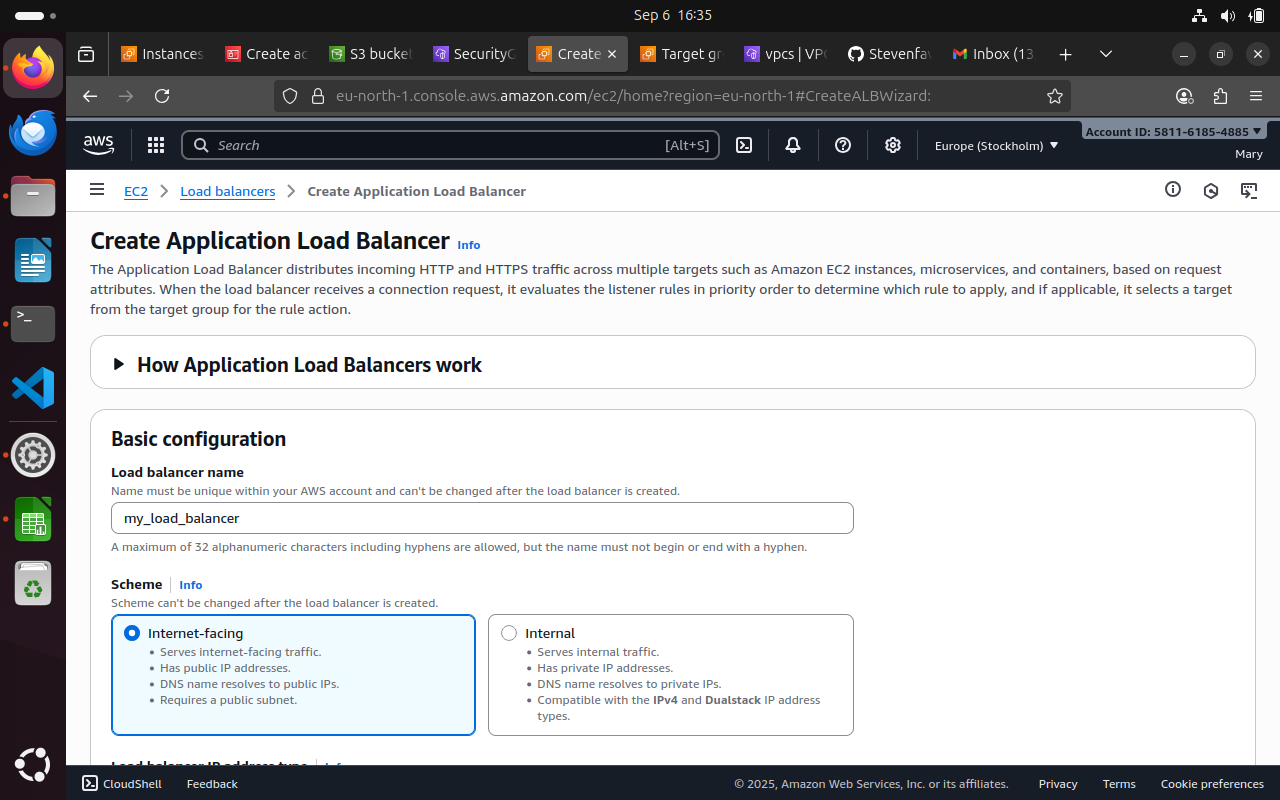 Sep 6 16:35
Instances
Create ac
S3 bucket
SecurityG
Create
Target gr
vpcs | VPC
Stevenfav
Inbox (13
eu-north-1.console.aws.amazon.com/ec2/home?region=eu-north-1#CreateALBWizard:
aws
Search
[Alt+S]
Europe (Stockholm)
Account ID: 5811-6185-4885
Mary
EC2
Load balancers
Create Application Load Balancer
Create Application Load Balancer Info
The Application Load Balancer distributes incoming HTTP and HTTPS traffic across multiple targets such as Amazon EC2 instances, microservices, and containers, based on request
attributes. When the load balancer receives a connection request, it evaluates the listener rules in priority order to determine which rule to apply, and if applicable, it selects a target
from the target group for the rule action.
How Application Load Balancers work
Basic configuration
Load balancer name
Name must be unique within your AWS account and can't be changed after the load balancer is created.
my_load_balancer
A maximum of 32 alphanumeric characters including hyphens are allowed, but the name must not begin or end with a hyphen.
Scheme Info
Scheme can't be changed after the load balancer is created.
Internet-facing
• Serves internet-facing traffic.
• Has public IP addresses.
• DNS name resolves to public IPs.
• Requires a public subnet.
Internal
• Serves internal traffic.
• Has private IP addresses.
• DNS name resolves to private IPs.
• Compatible with the IPv4 and Dualstack IP address
types.
Load balancer IP address type Info
CloudShell
Feedback
© 2025, Amazon Web Services, Inc. or its affiliates.
Privacy
Terms
Cookie preferences